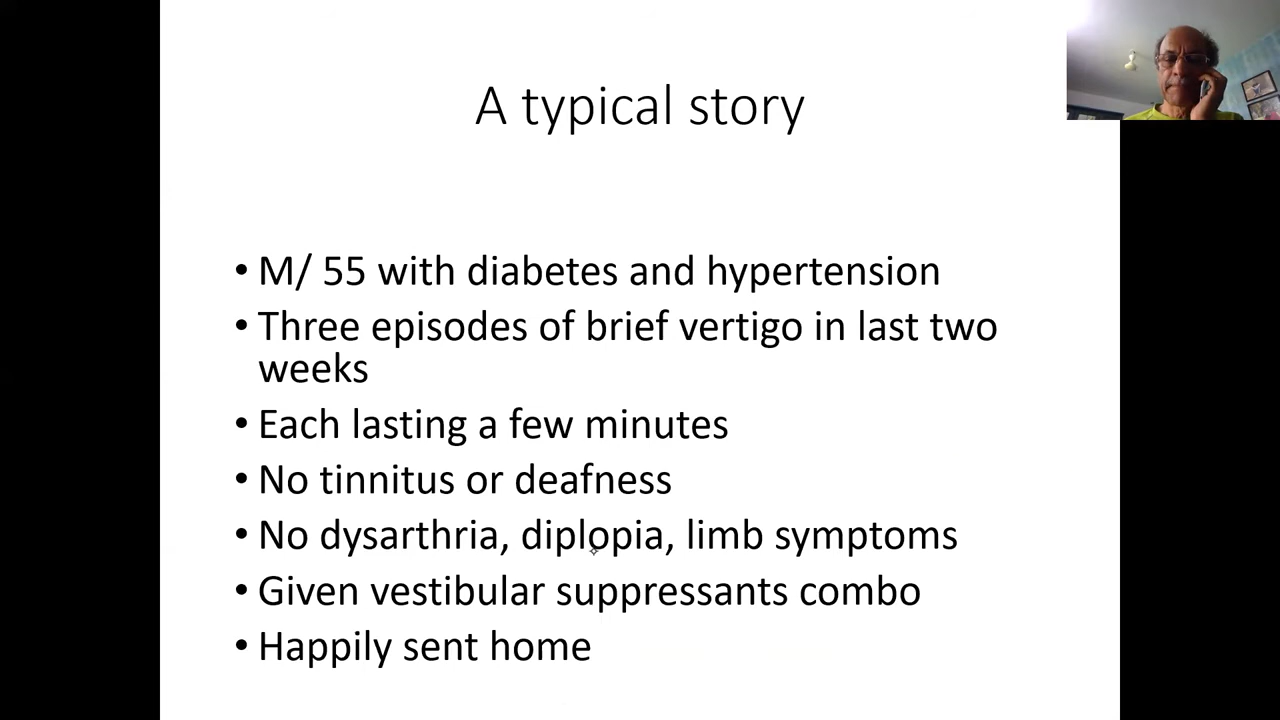 A typical story
• M/ 55 with diabetes and hypertension
• Three episodes of brief vertigo in last two
weeks
• Each lasting a few minutes
• No tinnitus or deafness
• No dysarthria, diplopia, limb symptoms
• Given vestibular suppressants combo
• Happily sent home